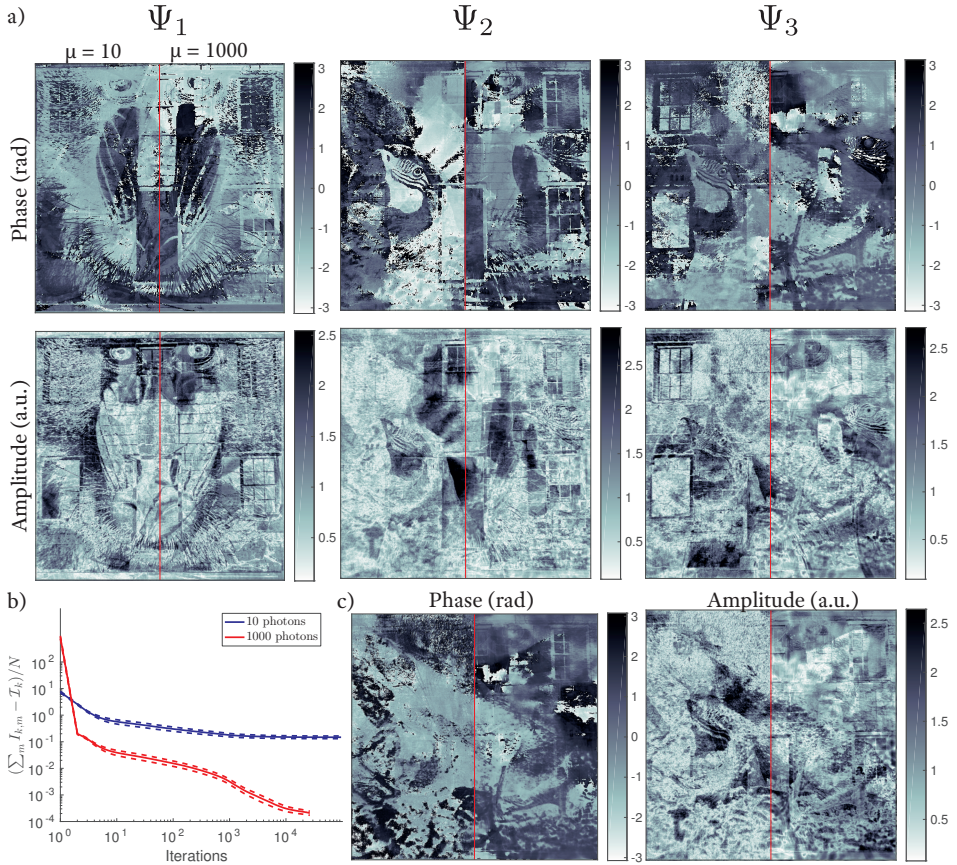 a)
Ψ1 Ψ2 Ψ3
μ = 10 μ = 1000
Phase (rad)
3 2 1 0 -1 -2 -3
3 2 1 0 -1 -2 -3
3 2 1 0 -1 -2 -3
Amplitude (a.u.)
2.5 2 1.5 1 0.5
2.5 2 1.5 1 0.5
2.5 2 1.5 1 0.5
b)
10 photons
1000 photons
(∑m Ik,m − ℐk)/N
10^2
10^1
10^0
10^-1
10^-2
10^-3
10^-4
10^0 10^1 10^2 10^3 10^4
Iterations
c)
Phase (rad) Amplitude (a.u.)
3 2 1 0 -1 -2 -3
2.5 2 1.5 1 0.5